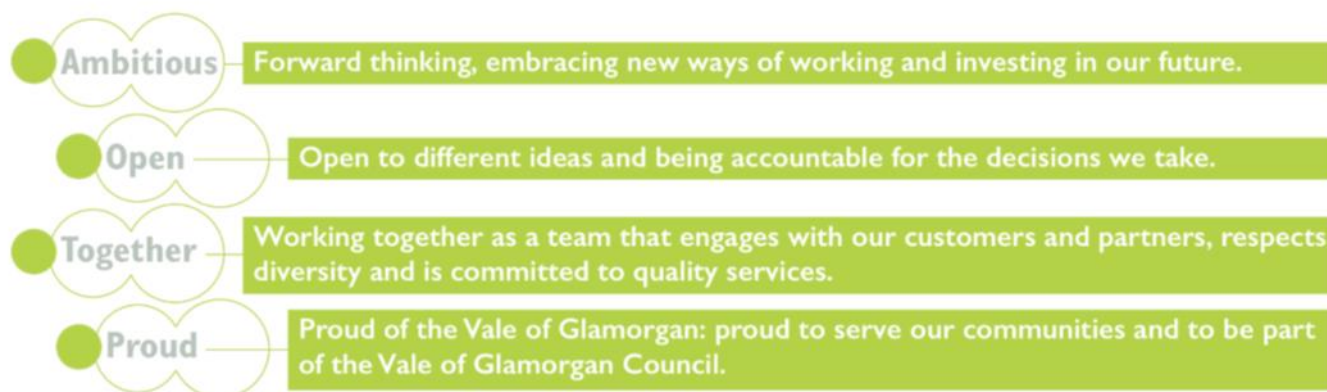 Ambitious
Forward thinking, embracing new ways of working and investing in our future.
Open
Open to different ideas and being accountable for the decisions we take.
Together
Working together as a team that engages with our customers and partners, respects
diversity and is committed to quality services.
Proud
Proud of the Vale of Glamorgan: proud to serve our communities and to be part
of the Vale of Glamorgan Council.